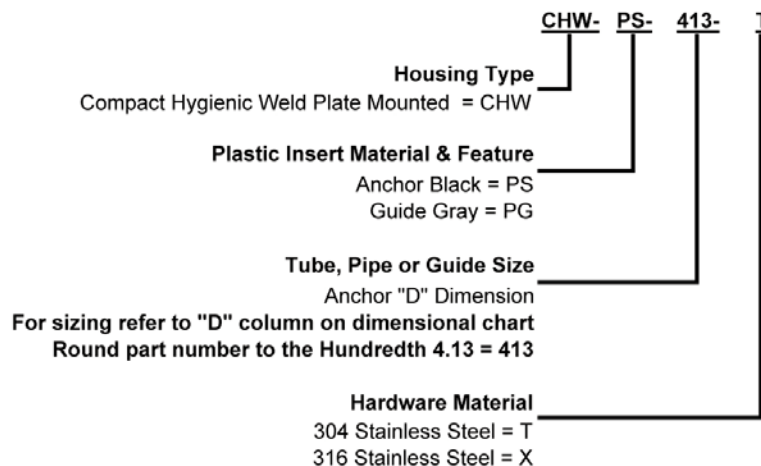 CHW- PS- 413- T
Housing Type
Compact Hygienic Weld Plate Mounted = CHW
Plastic Insert Material & Feature
Anchor Black = PS
Guide Gray = PG
Tube, Pipe or Guide Size
Anchor "D" Dimension
For sizing refer to "D" column on dimensional chart
Round part number to the Hundredth 4.13 = 413
Hardware Material
304 Stainless Steel = T
316 Stainless Steel = X